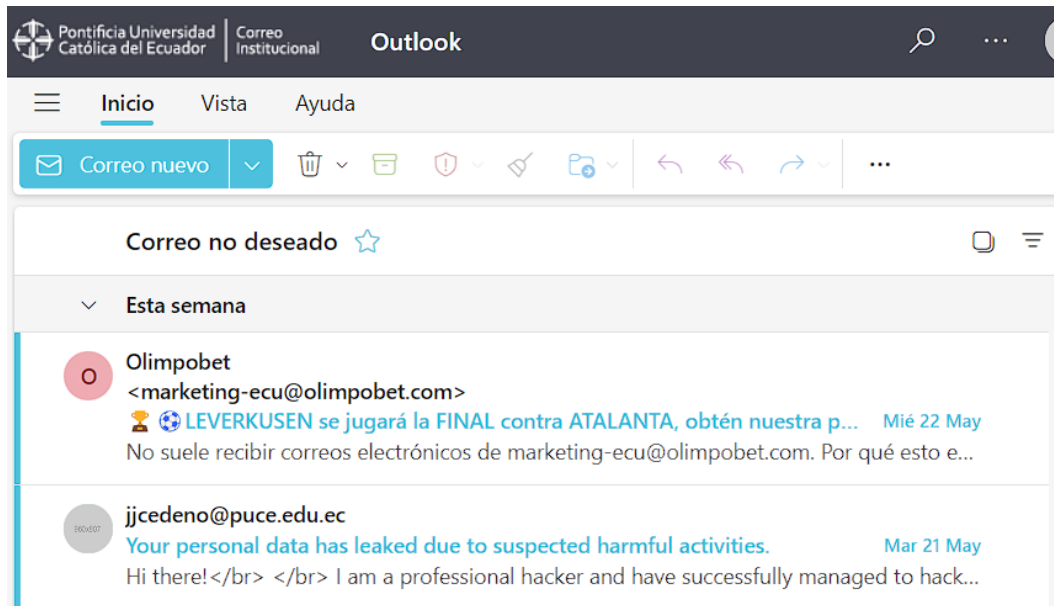 Pontificia Universidad
Católica del Ecuador
Correo
Institucional
Outlook
Inicio Vista Ayuda
Correo nuevo
Correo no deseado
Esta semana
O
Olimpobet
<marketing-ecu@olimpobet.com>
🏆 ⚽ LEVERKUSEN se jugará la FINAL contra ATALANTA, obtén nuestra p... Mié 22 May
No suele recibir correos electrónicos de marketing-ecu@olimpobet.com. Por qué esto e...
jjcedeno@puce.edu.ec
Your personal data has leaked due to suspected harmful activities. Mar 21 May
Hi there!</br> </br> I am a professional hacker and have successfully managed to hack...